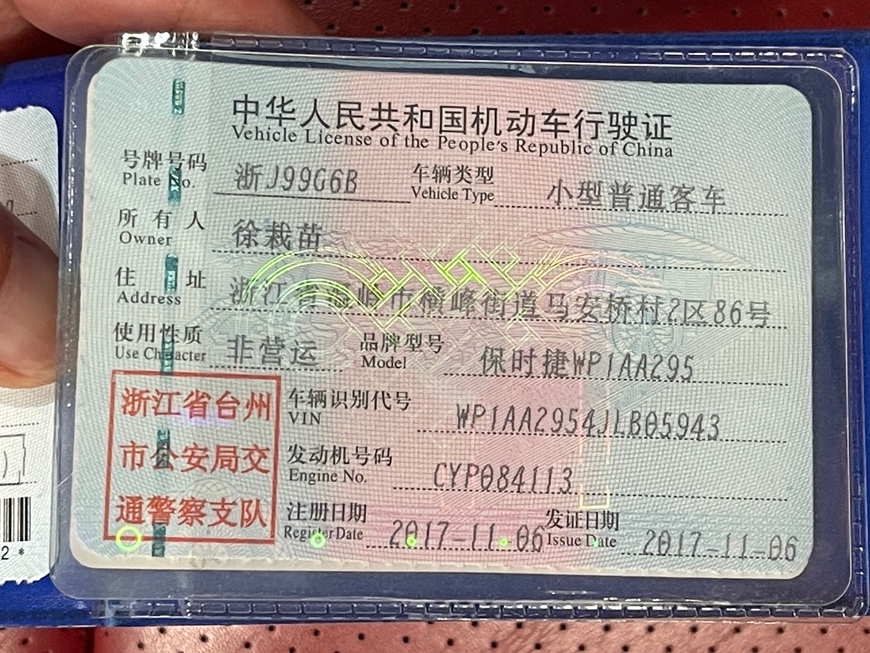 中华人民共和国机动车行驶证
Vehicle License of the People's Republic of China
号牌号码 浙J99G6B 车辆类型 小型普通客车
Plate No. Vehicle Type
所有人 徐栽苗
Owner
住址 浙江省温岭市横峰街道马安桥村2区86号
Address
使用性质 非营运 品牌型号 保时捷WP1AA295
Use Character Model
浙江省台州 车辆识别代号 WP1AA2954JLB05943
VIN
市公安局交 发动机号码 CYP084113
Engine No.
通警察支队 注册日期 2017-11-06 发证日期 2017-11-06
Register Date Issue Date
2*